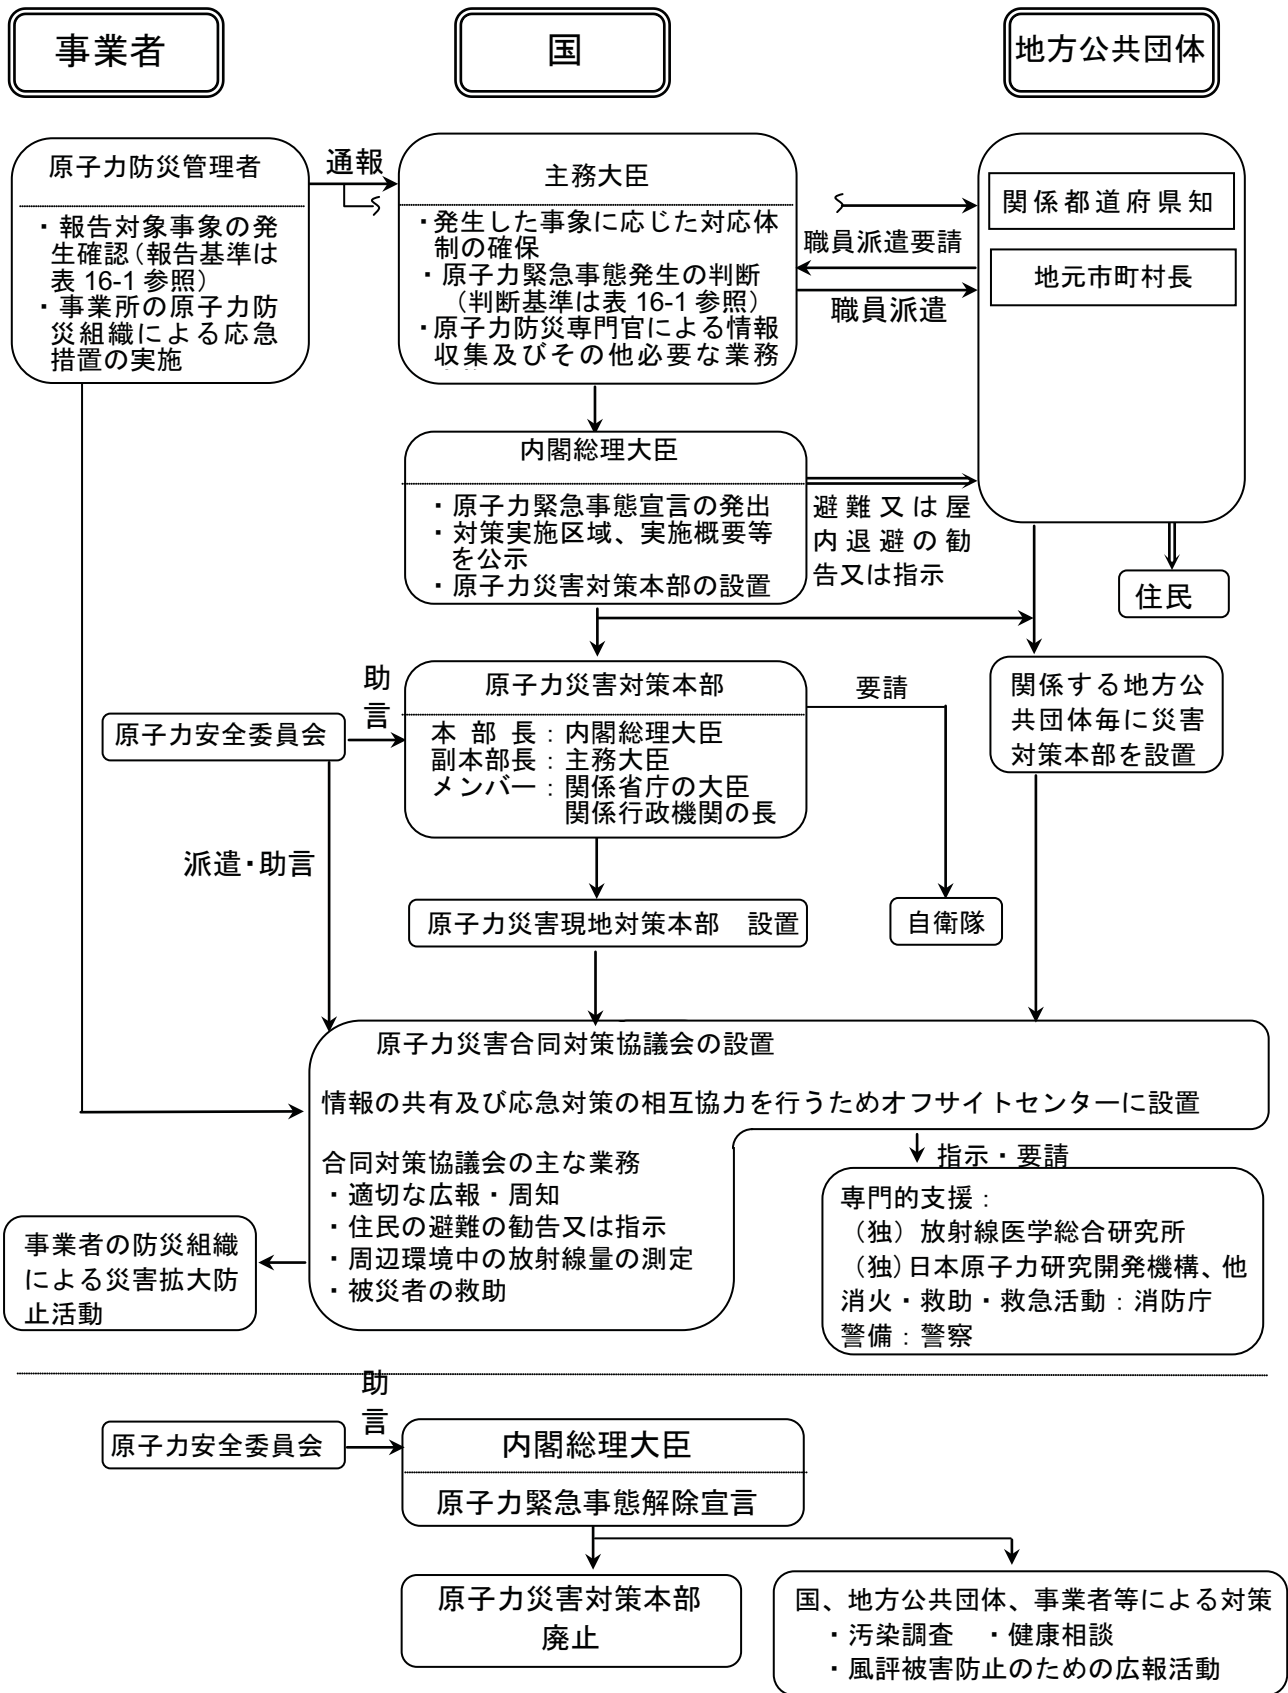 事業者
国
地方公共団体
原子力防災管理者
・報告対象事象の発
生確認（報告基準は
表 16-1 参照）
・事業所の原子力防
災組織による応急
措置の実施
通報
主務大臣
・発生した事象に応じた対応体
制の確保
・原子力緊急事態発生の判断
（判断基準は表 16-1 参照）
・原子力防災専門官による情報
収集及びその他必要な業務
職員派遣要請
職員派遣
関係都道府県知
地元市町村長
内閣総理大臣
・原子力緊急事態宣言の発出
・対策実施区域、実施概要等
を公示
・原子力災害対策本部の設置
避難又は屋
内退避の勧
告又は指示
住民
助
言
原子力安全委員会
原子力災害対策本部
本 部 長：内閣総理大臣
副本部長：主務大臣
メンバー：関係省庁の大臣
関係行政機関の長
要請
関係する地方公
共団体毎に災害
対策本部を設置
派遣・助言
原子力災害現地対策本部　設置
自衛隊
原子力災害合同対策協議会の設置
情報の共有及び応急対策の相互協力を行うためオフサイトセンターに設置
合同対策協議会の主な業務
・適切な広報・周知
・住民の避難の勧告又は指示
・周辺環境中の放射線量の測定
・被災者の救助
指示・要請
専門的支援：
（独）放射線医学総合研究所
（独）日本原子力研究開発機構、他
消火・救助・救急活動：消防庁
警備：警察
事業者の防災組織
による災害拡大防
止活動
助
言
原子力安全委員会
内閣総理大臣
原子力緊急事態解除宣言
原子力災害対策本部
廃止
国、地方公共団体、事業者等による対策
・汚染調査　・健康相談
・風評被害防止のための広報活動